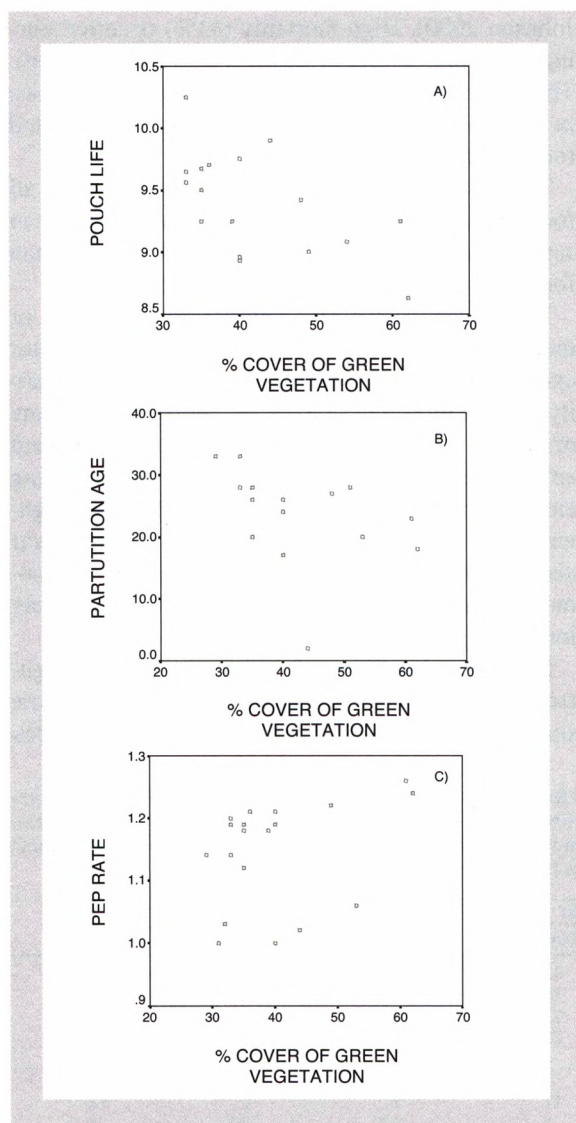 A)
POUCH LIFE
10.5
10.0
9.5
9.0
8.5
30 40 50 60 70
% COVER OF GREEN
VEGETATION
B)
PARTUTITION AGE
40.0
30.0
20.0
10.0
0.0
20 30 40 50 60 70
% COVER OF GREEN
VEGETATION
C)
PEP RATE
1.3
1.2
1.1
1.0
.9
20 30 40 50 60 70
% COVER OF GREEN
VEGETATION